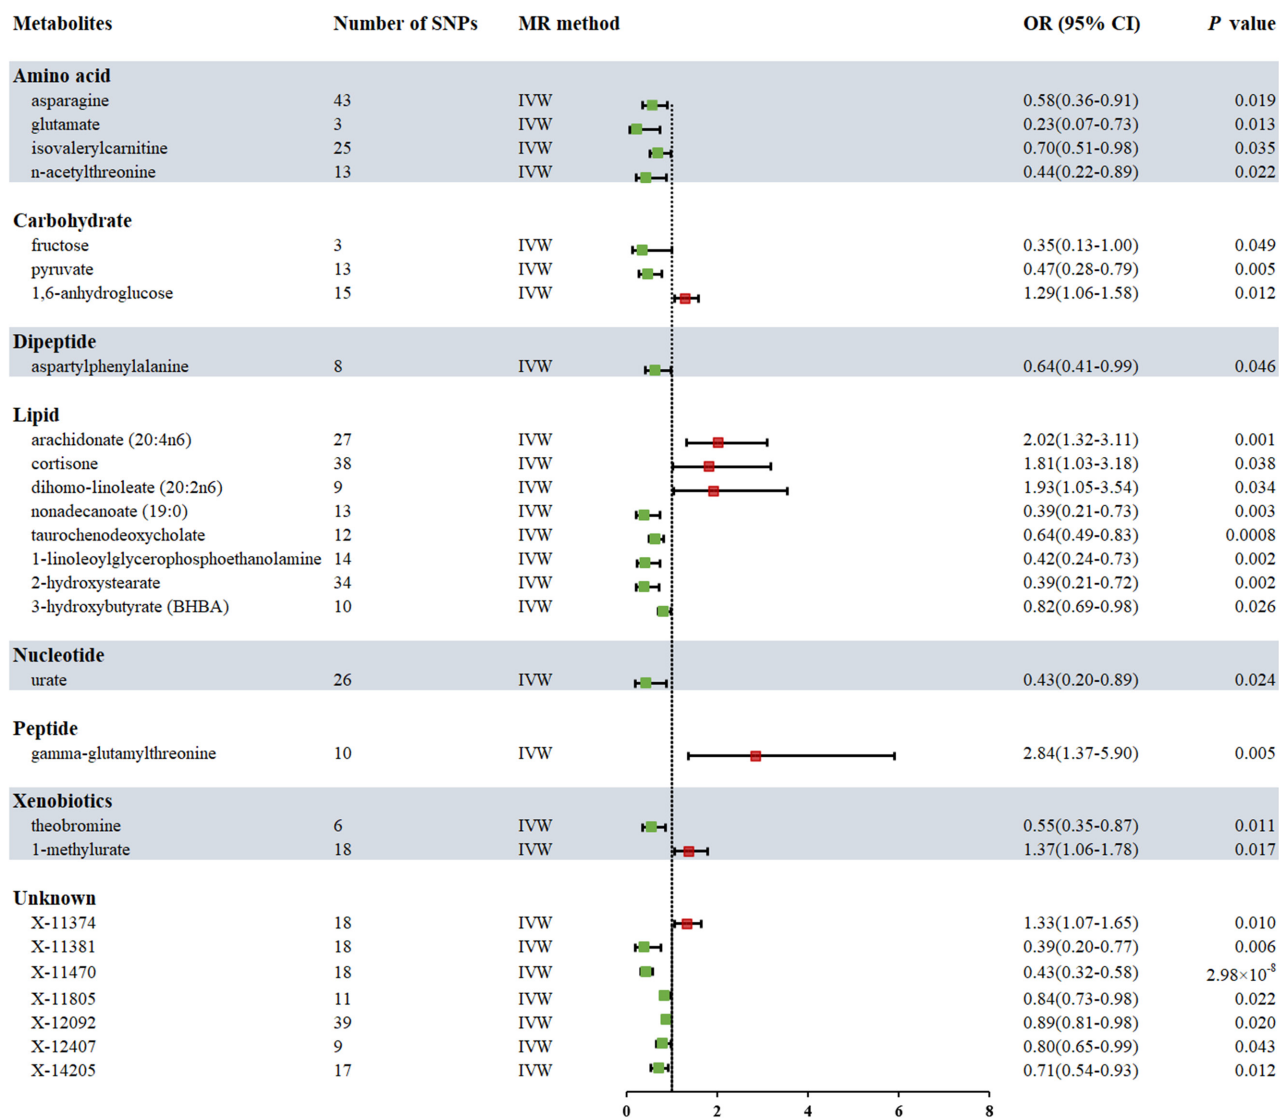 Metabolites Number of SNPs MR method OR (95% CI) P value
Amino acid
asparagine 43 IVW 0.58(0.36-0.91) 0.019
glutamate 3 IVW 0.23(0.07-0.73) 0.013
isovalerylcarnitine 25 IVW 0.70(0.51-0.98) 0.035
n-acetylthreonine 13 IVW 0.44(0.22-0.89) 0.022
Carbohydrate
fructose 3 IVW 0.35(0.13-1.00) 0.049
pyruvate 13 IVW 0.47(0.28-0.79) 0.005
1,6-anhydroglucose 15 IVW 1.29(1.06-1.58) 0.012
Dipeptide
aspartylphenylalanine 8 IVW 0.64(0.41-0.99) 0.046
Lipid
arachidonate (20:4n6) 27 IVW 2.02(1.32-3.11) 0.001
cortisone 38 IVW 1.81(1.03-3.18) 0.038
dihomo-linoleate (20:2n6) 9 IVW 1.93(1.05-3.54) 0.034
nonadecanoate (19:0) 13 IVW 0.39(0.21-0.73) 0.003
taurochenodeoxycholate 12 IVW 0.64(0.49-0.83) 0.0008
1-linoleoylglycerophosphoethanolamine 14 IVW 0.42(0.24-0.73) 0.002
2-hydroxystearate 34 IVW 0.39(0.21-0.72) 0.002
3-hydroxybutyrate (BHBA) 10 IVW 0.82(0.69-0.98) 0.026
Nucleotide
urate 26 IVW 0.43(0.20-0.89) 0.024
Peptide
gamma-glutamylthreonine 10 IVW 2.84(1.37-5.90) 0.005
Xenobiotics
theobromine 6 IVW 0.55(0.35-0.87) 0.011
1-methylurate 18 IVW 1.37(1.06-1.78) 0.017
Unknown
X-11374 18 IVW 1.33(1.07-1.65) 0.010
X-11381 18 IVW 0.39(0.20-0.77) 0.006
X-11470 18 IVW 0.43(0.32-0.58) 2.98×10⁻⁸
X-11805 11 IVW 0.84(0.73-0.98) 0.022
X-12092 39 IVW 0.89(0.81-0.98) 0.020
X-12407 9 IVW 0.80(0.65-0.99) 0.043
X-14205 17 IVW 0.71(0.54-0.93) 0.012
0 2 4 6 8